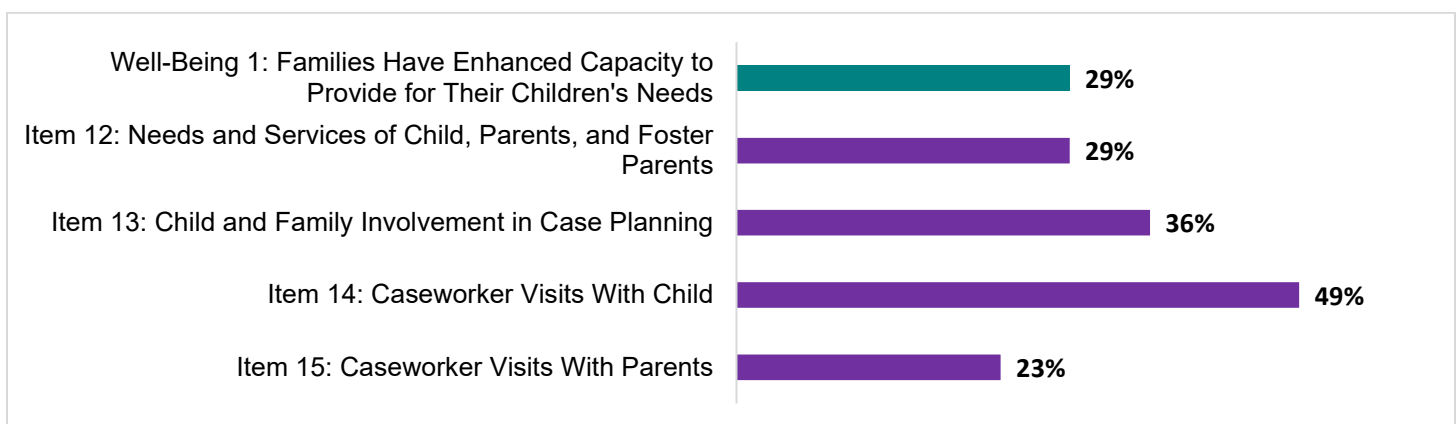 Well-Being 1: Families Have Enhanced Capacity to
Provide for Their Children's Needs
29%
Item 12: Needs and Services of Child, Parents, and Foster
Parents
29%
Item 13: Child and Family Involvement in Case Planning
36%
Item 14: Caseworker Visits With Child
49%
Item 15: Caseworker Visits With Parents
23%